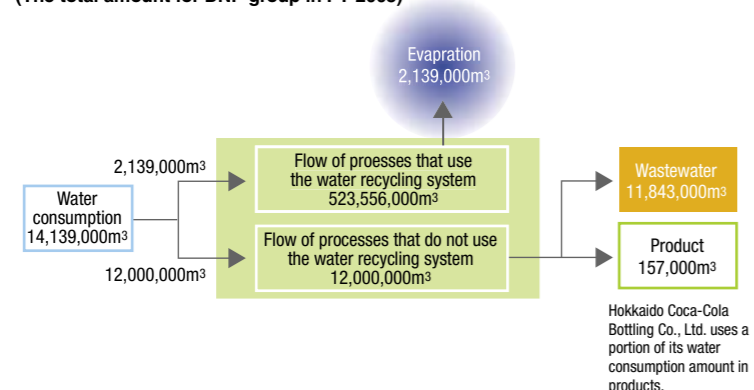 Evapration
2,139,000m3
2,139,000m3
Flow of proesses that use
the water recycling system
523,556,000m3
Wastewater
11,843,000m3
Water
consumption
14,139,000m3
Flow of processes that do not use
the water recycling system
12,000,000m3
Product
157,000m3
12,000,000m3
Hokkaido Coca-Cola
Bottling Co., Ltd. uses a
portion of its water
consumption amount in
products.